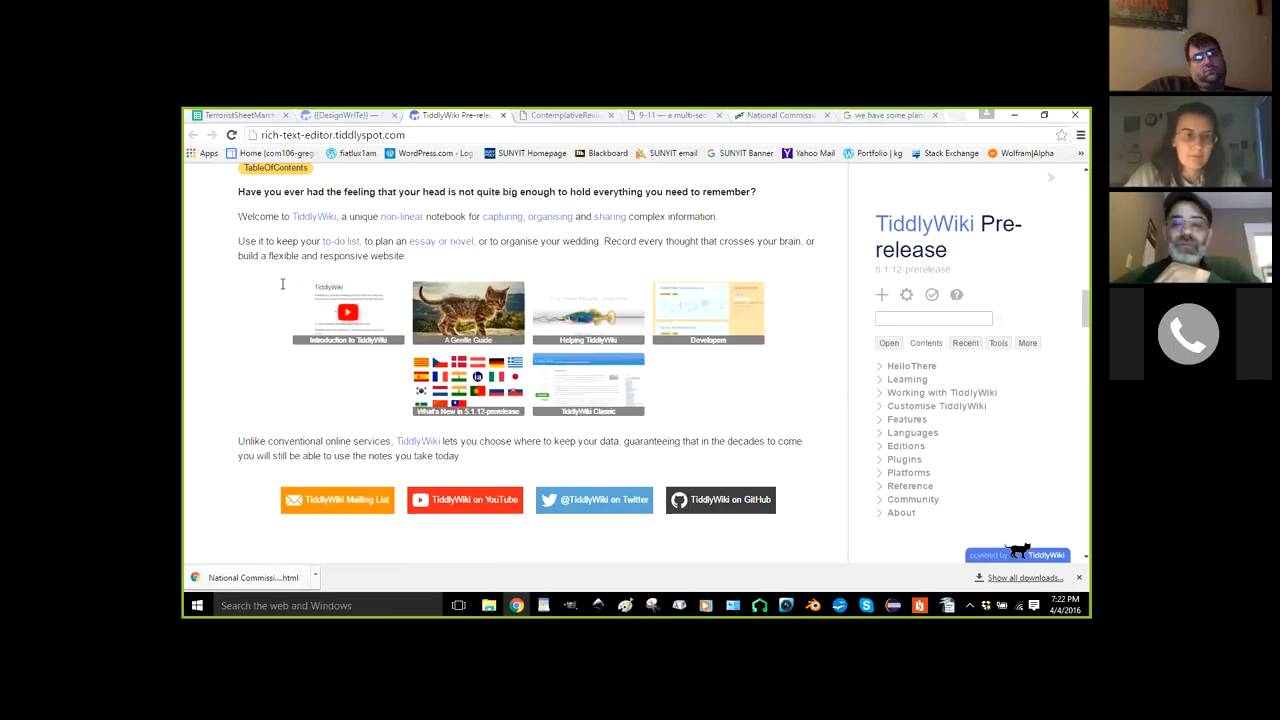 TerroristSheetMarch
{{DesignWriTe}} —
TiddlyWiki Pre-rele
ContemplativeRevie
9-11 — a multi-sec
National Commissi
we have some plan
rich-text-editor.tiddlyspot.com
Apps
Home (com106-greg
fiatlux1am
WordPress.com › Log
SUNYIT Homepage
Blackboard
SUNYIT email
SUNYIT Banner
Yahoo Mail
Portfolio | kg
Stack Exchange
Wolfram|Alpha
TableOfContents
Have you ever had the feeling that your head is not quite big enough to hold everything you need to remember?
Welcome to TiddlyWiki, a unique non-linear notebook for capturing, organising and sharing complex information.
Use it to keep your to-do list, to plan an essay or novel, or to organise your wedding. Record every thought that crosses your brain, or
build a flexible and responsive website.
TiddlyWiki
Introduction to TiddlyWiki
A Gentle Guide
Helping TiddlyWiki
Developers
What's New in 5.1.12-prerelease
TiddlyWiki Classic
Unlike conventional online services, TiddlyWiki lets you choose where to keep your data, guaranteeing that in the decades to come
you will still be able to use the notes you take today.
TiddlyWiki Mailing List
TiddlyWiki on YouTube
@TiddlyWiki on Twitter
TiddlyWiki on GitHub
TiddlyWiki Pre-
release
5.1.12-prerelease
Open
Contents
Recent
Tools
More
HelloThere
Learning
Working with TiddlyWiki
Customise TiddlyWiki
Features
Languages
Editions
Plugins
Platforms
Reference
Community
About
powered by TiddlyWiki
National Commissi....html
Show all downloads...
Search the web and Windows
7:22 PM
4/4/2016